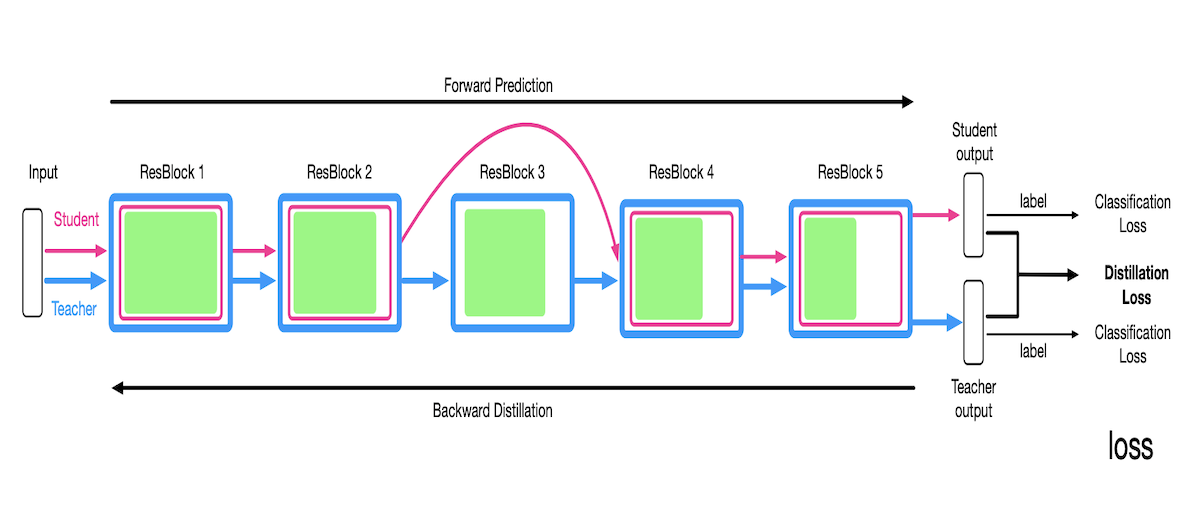 Forward Prediction
Student
output
Input
ResBlock 1
ResBlock 2
ResBlock 3
ResBlock 4
ResBlock 5
Student
label
Classification
Loss
Distillation
Loss
Teacher
Classification
Loss
label
Teacher
output
Backward Distillation
loss